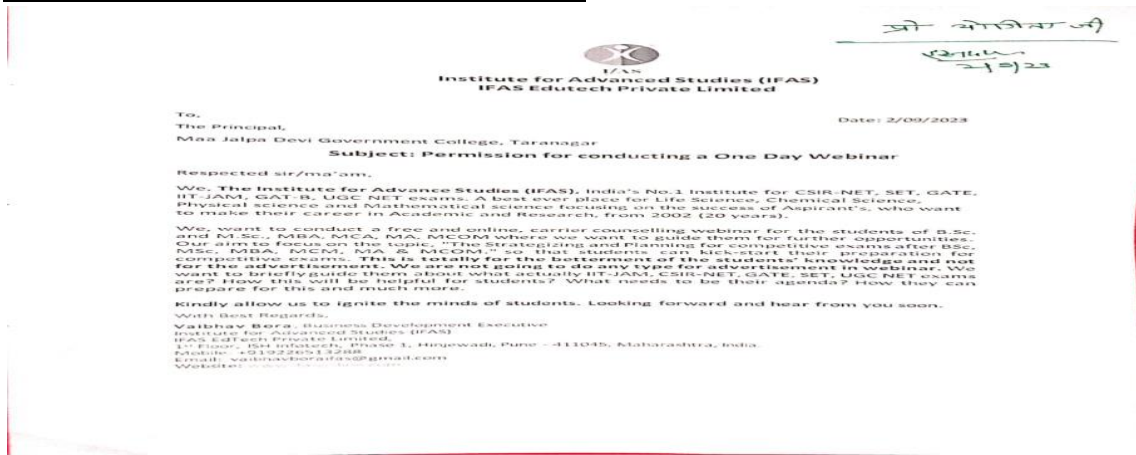 प्रो योगिता जी
2/9/23
IFAS
Institute for Advanced Studies (IFAS)
IFAS Edutech Private Limited
To,
Date: 2/09/2023
The Principal,
Maa Jalpa Devi Government College, Taranagar
Subject: Permission for conducting a One Day Webinar
Respected sir/ma'am,
We, The Institute for Advance Studies (IFAS), India's No.1 Institute for CSIR-NET, SET, GATE,
IIT-JAM, GAT-B, UGC NET exams. A best ever place for Life Science, Chemical Science,
Physical science and Mathematical science focusing on the success of Aspirant's, who want
to make their career in Academic and Research, from 2002 (20 years).
We, want to conduct a free and online, carrier counselling webinar for the students of B.Sc.
and M.Sc., MBA, MCA, MA, MCOM where we want to guide them for further opportunities.
Our aim to focus on the topic, "The Strategizing and Planning for competitive exams after BSc,
MSc, MBA, MCM, MA & MCOM," so that students can kick-start their preparation for
competitive exams. This is totally for the betterment of the students' knowledge and not
for the advertisement. We are not going to do any type for advertisement in webinar. We
want to briefly guide them about what actually IIT-JAM, CSIR-NET, GATE, SET, UGC NET exams
are? How this will be helpful for students? What needs to be their agenda? How they can
prepare for this and much more.
Kindly allow us to ignite the minds of students. Looking forward and hear from you soon.
With Best Regards,
Vaibhav Bora, Business Development Executive
Institute for Advanced Studies (IFAS)
IFAS EdTech Private Limited,
1st Floor, ISH Infotech, Phase 1, Hinjewadi, Pune - 411045, Maharashtra, India.
Mobile: +919226513288
Email: vaibhavboraifas@gmail.com
Website: